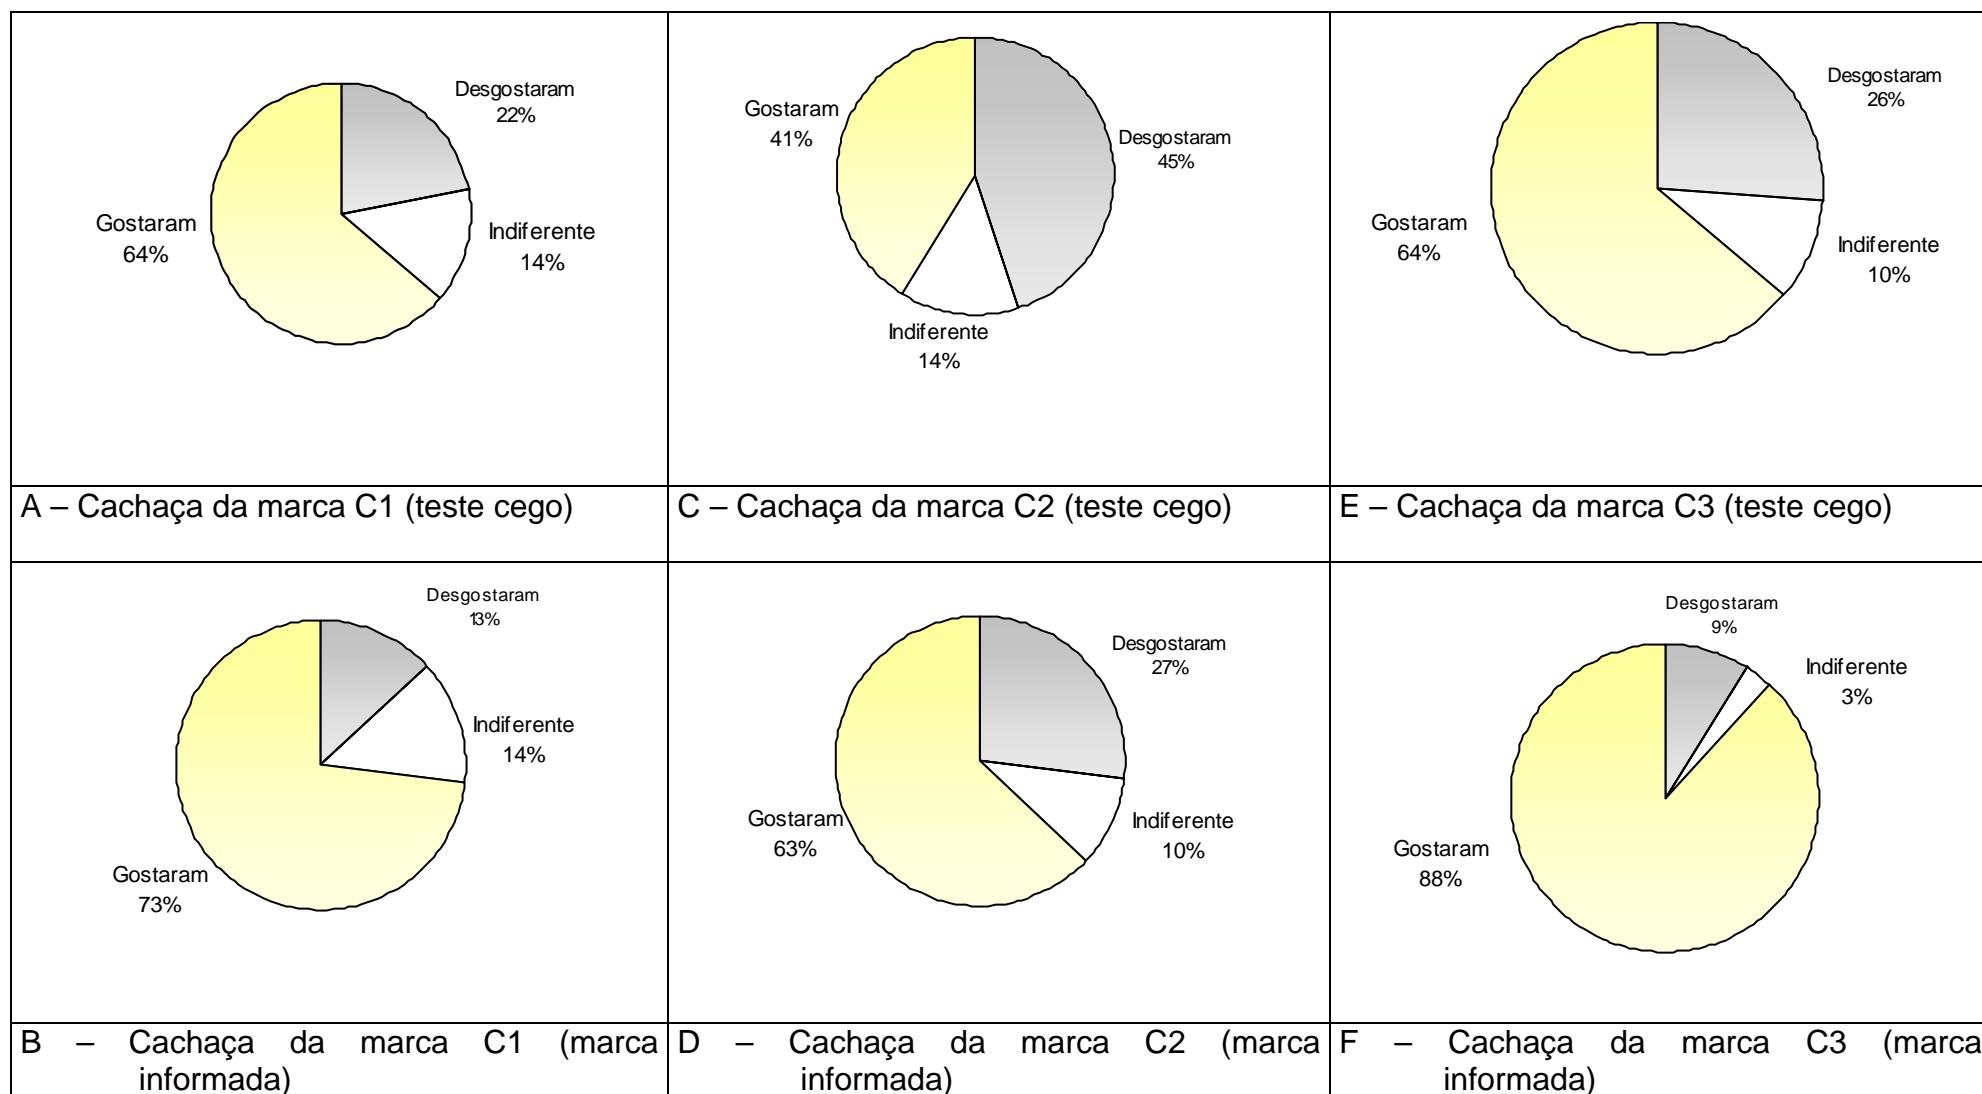 Desgostaram
22%
Gostaram
64%
Indiferente
14%
Gostaram
41%
Desgostaram
45%
Indiferente
14%
Desgostaram
26%
Gostaram
64%
Indiferente
10%
A – Cachaça da marca C1 (teste cego)
C – Cachaça da marca C2 (teste cego)
E – Cachaça da marca C3 (teste cego)
Desgostaram
13%
Indiferente
14%
Gostaram
73%
Desgostaram
27%
Gostaram
63%
Indiferente
10%
Desgostaram
9%
Indiferente
3%
Gostaram
88%
B – Cachaça da marca C1 (marca
informada)
D – Cachaça da marca C2 (marca
informada)
F – Cachaça da marca C3 (marca
informada)